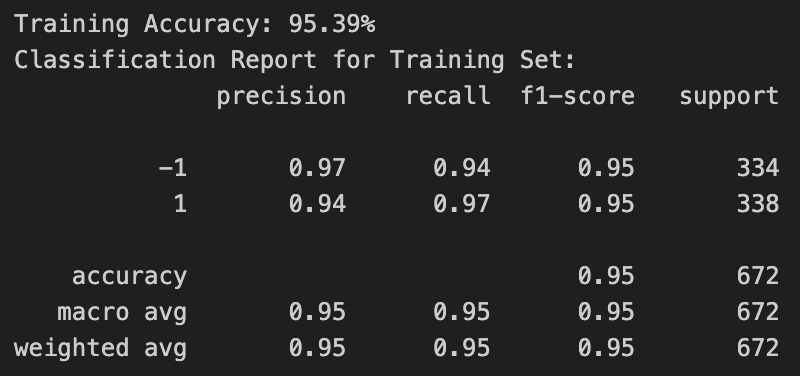 Training Accuracy: 95.39%
Classification Report for Training Set:
precision recall f1-score support
-1 0.97 0.94 0.95 334
1 0.94 0.97 0.95 338
accuracy 0.95 672
macro avg 0.95 0.95 0.95 672
weighted avg 0.95 0.95 0.95 672